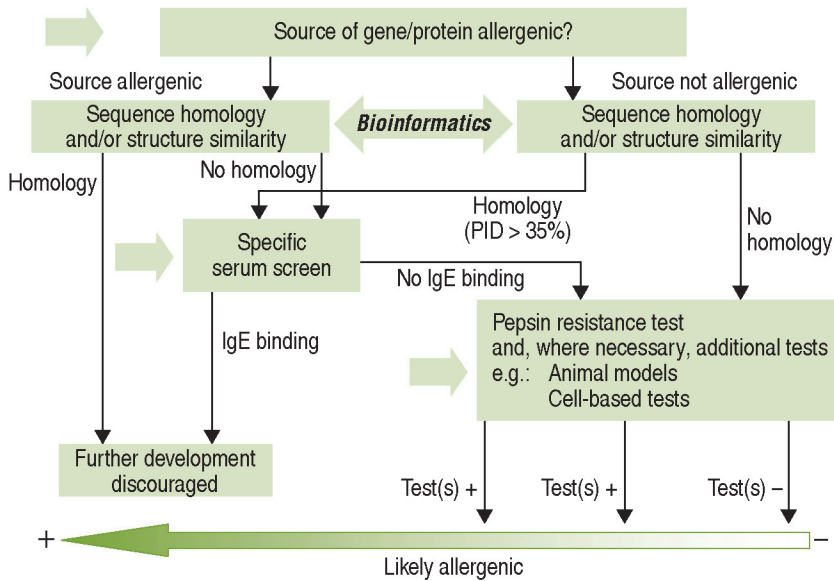 Source of gene/protein allergenic?
Source allergenic
Source not allergenic
Sequence homology
and/or structure similarity
Bioinformatics
Sequence homology
and/or structure similarity
Homology
No homology
Homology
(PID > 35%)
No
homology
Specific
serum screen
No IgE binding
IgE binding
Pepsin resistance test
and, where necessary, additional tests
e.g.: Animal models
Cell-based tests
Further development
discouraged
Test(s) +
Test(s) +
Test(s) –
+
–
Likely allergenic